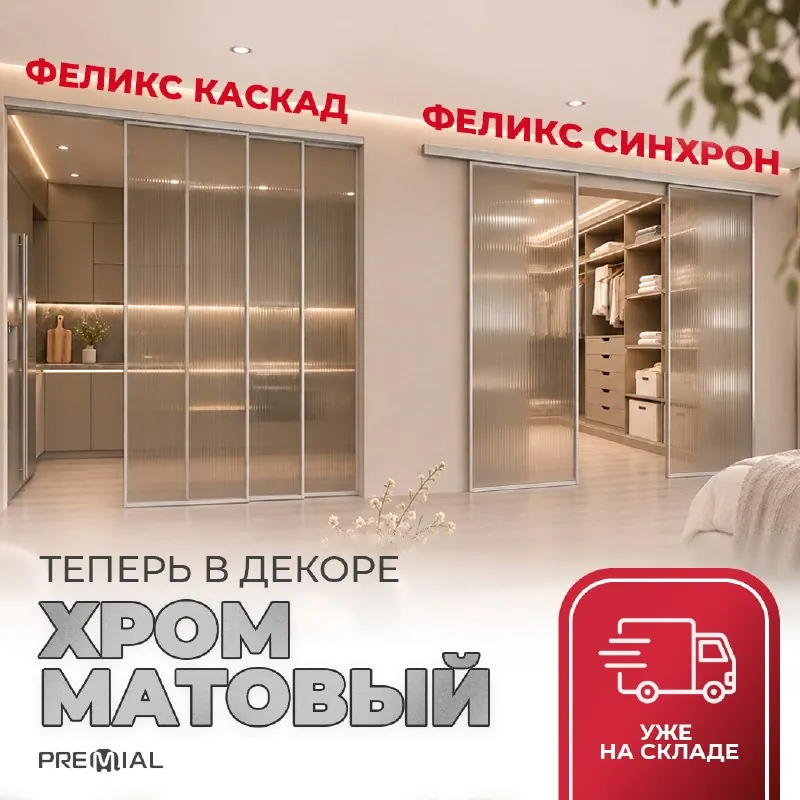 ФЕЛИКС КАСКАД
ФЕЛИКС СИНХРОН
ТЕПЕРЬ В ДЕКОРЕ
ХРОМ
МАТОВЫЙ
PREMIAL
УЖЕ
НА СКЛАДЕ